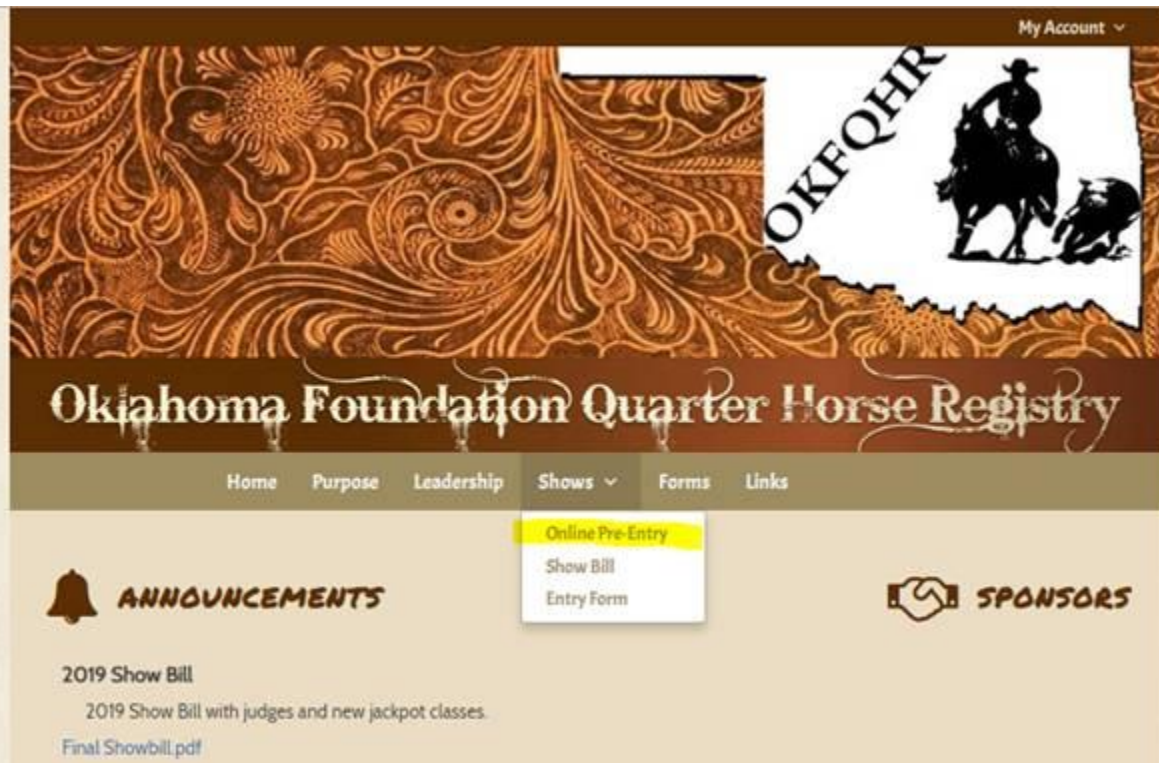 My Account
OKFQHR
Oklahoma Foundation Quarter Horse Registry
Home Purpose Leadership Shows Forms Links
Online Pre-Entry
Show Bill
Entry Form
ANNOUNCEMENTS
SPONSORS
2019 Show Bill
2019 Show Bill with judges and new jackpot classes.
Final Showbill.pdf